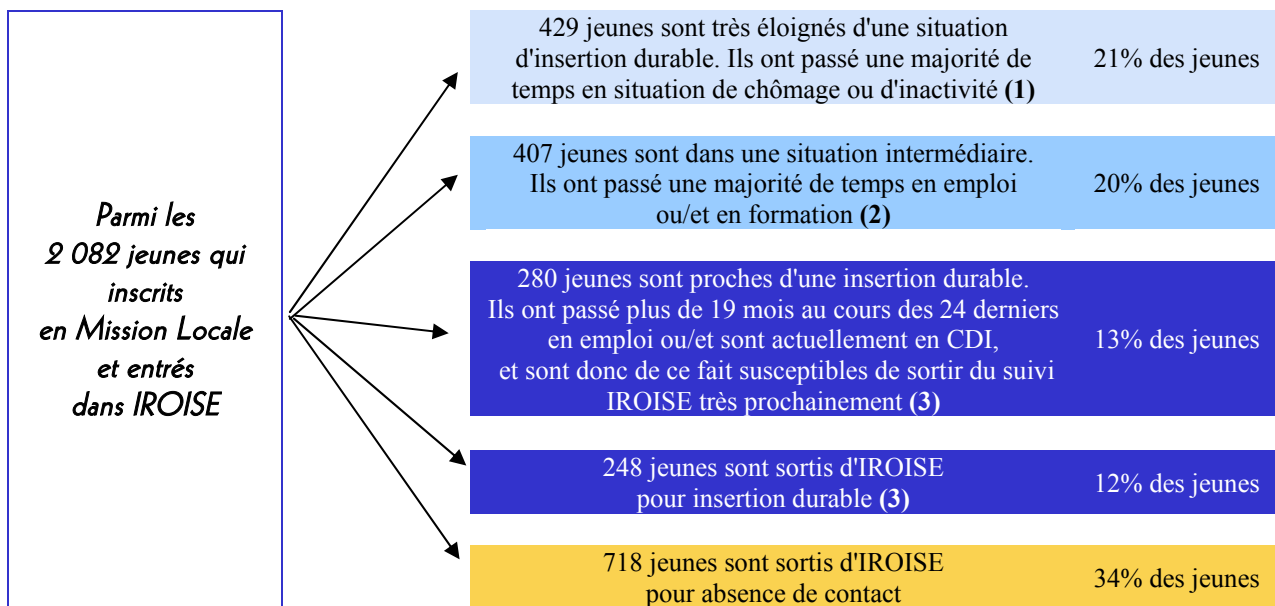 Parmi les
2 082 jeunes qui
inscrits
en Mission Locale
et entrés
dans IROISE
429 jeunes sont très éloignés d'une situation
d'insertion durable. Ils ont passé une majorité de
temps en situation de chômage ou d'inactivité (1)
21% des jeunes
407 jeunes sont dans une situation intermédiaire.
Ils ont passé une majorité de temps en emploi
ou/et en formation (2)
20% des jeunes
280 jeunes sont proches d'une insertion durable.
Ils ont passé plus de 19 mois au cours des 24 derniers
en emploi ou/et sont actuellement en CDI,
et sont donc de ce fait susceptibles de sortir du suivi
IROISE très prochainement (3)
13% des jeunes
248 jeunes sont sortis d'IROISE
pour insertion durable (3)
12% des jeunes
718 jeunes sont sortis d'IROISE
pour absence de contact
34% des jeunes